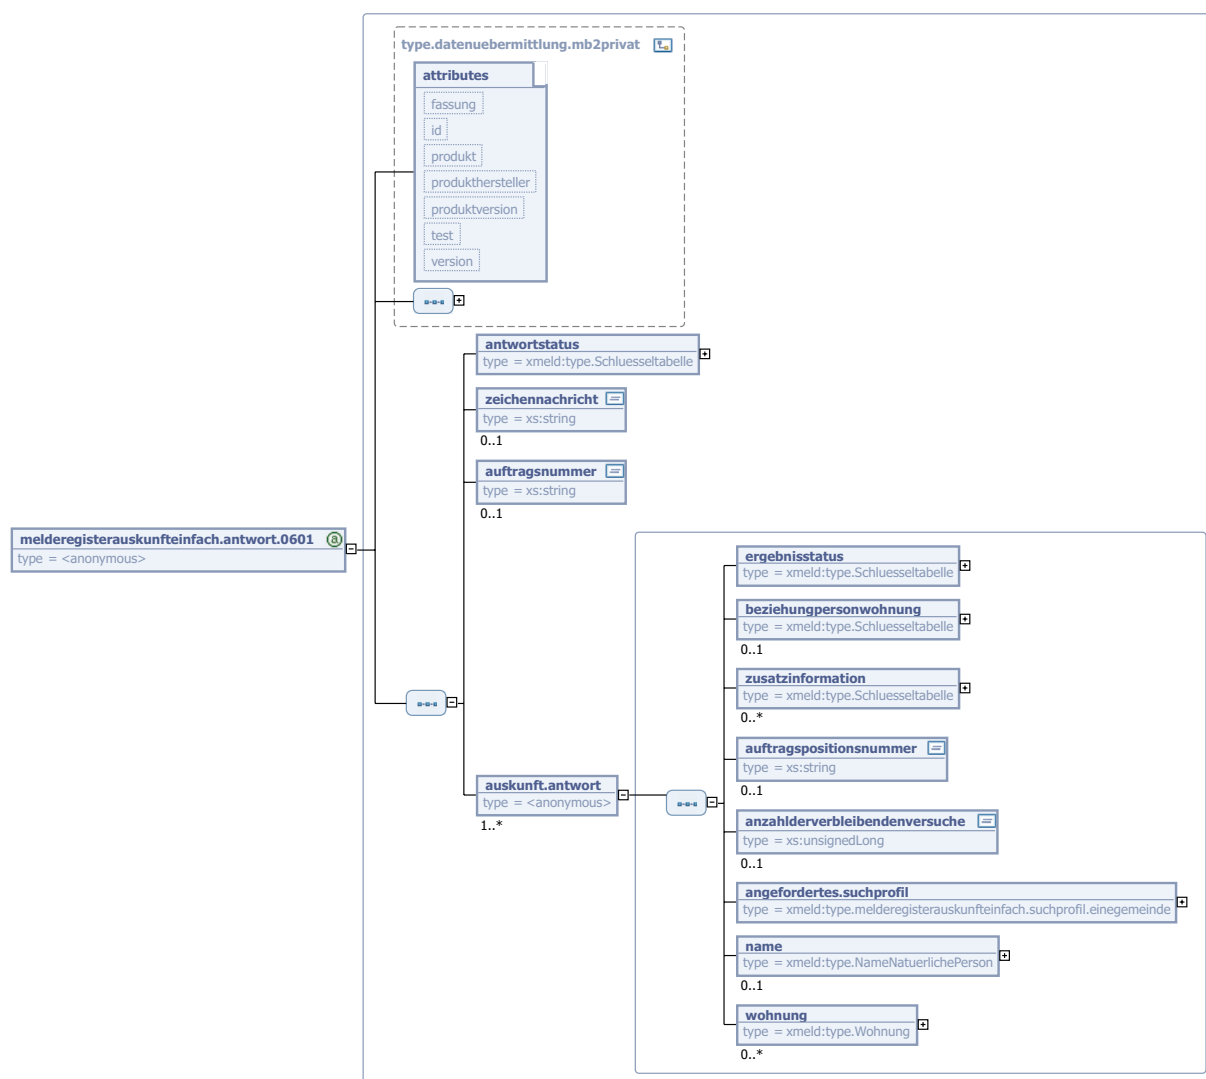 type.datenuebermittlung.mb2privat
attributes
fassung
id
produkt
produkthersteller
produktversion
test
version
antwortstatus
type = xmeld:type.Schluesseltabelle
zeichennachricht
type = xs:string
0..1
auftragsnummer
type = xs:string
0..1
melderegisterauskunfteinfach.antwort.0601
type = <anonymous>
auskunft.antwort
type = <anonymous>
1..*
ergebnisstatus
type = xmeld:type.Schluesseltabelle
beziehungpersonwohnung
type = xmeld:type.Schluesseltabelle
0..1
zusatzinformation
type = xmeld:type.Schluesseltabelle
0..*
auftragspositionsnummer
type = xs:string
0..1
anzahlderverbleibendenversuche
type = xs:unsignedLong
0..1
angefordertes.suchprofil
type = xmeld:type.melderegisterauskunfteinfach.suchprofil.einegemeinde
name
type = xmeld:type.NameNatuerlichePerson
0..1
wohnung
type = xmeld:type.Wohnung
0..*